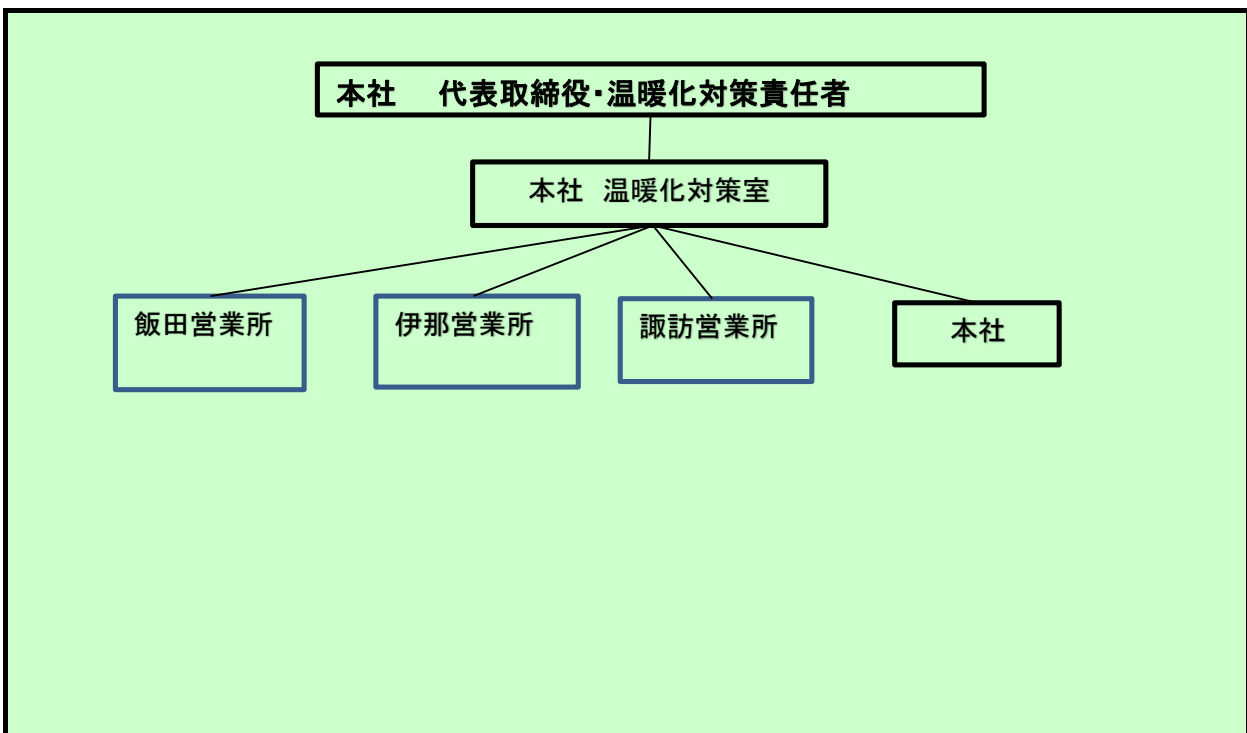 本社　代表取締役・温暖化対策責任者
本社　温暖化対策室
飯田営業所
伊那営業所
諏訪営業所
本社